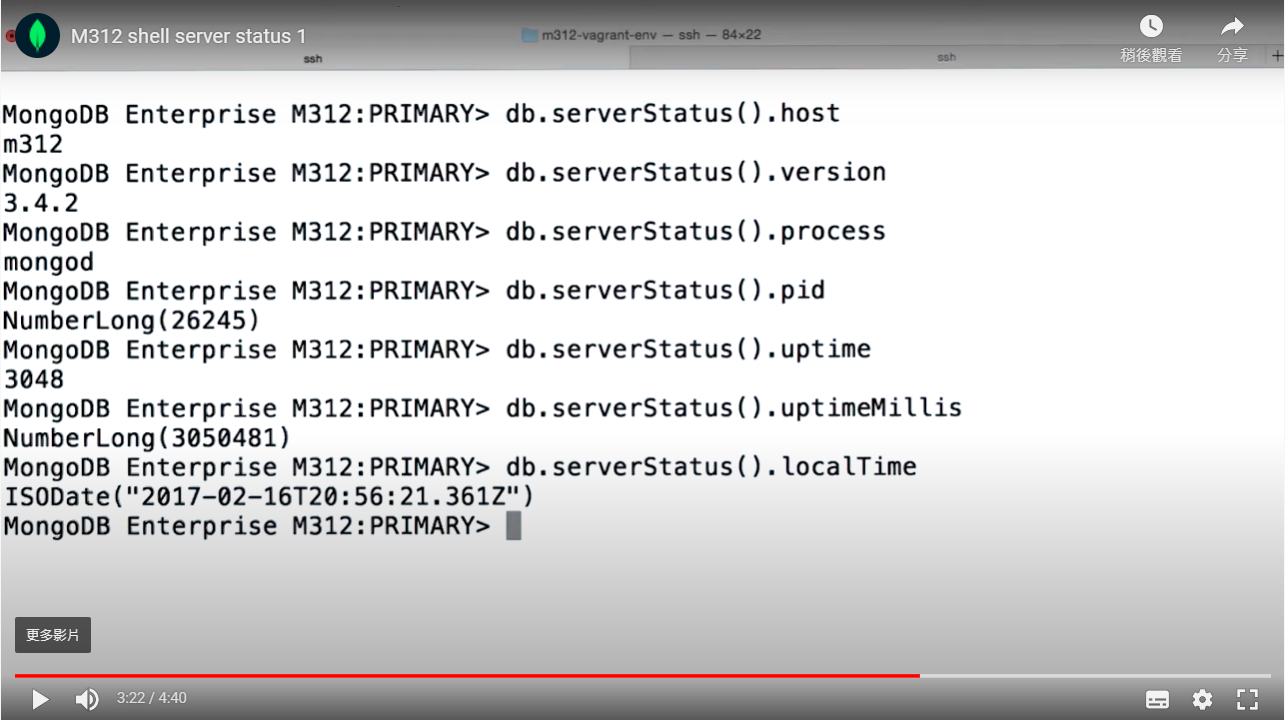 M312 shell server status 1
m312-vagrant-env — ssh — 84×22
稍後觀看
分享
ssh
ssh
+
MongoDB Enterprise M312:PRIMARY> db.serverStatus().host
m312
MongoDB Enterprise M312:PRIMARY> db.serverStatus().version
3.4.2
MongoDB Enterprise M312:PRIMARY> db.serverStatus().process
mongod
MongoDB Enterprise M312:PRIMARY> db.serverStatus().pid
NumberLong(26245)
MongoDB Enterprise M312:PRIMARY> db.serverStatus().uptime
3048
MongoDB Enterprise M312:PRIMARY> db.serverStatus().uptimeMillis
NumberLong(3050481)
MongoDB Enterprise M312:PRIMARY> db.serverStatus().localTime
ISODate("2017-02-16T20:56:21.361Z")
MongoDB Enterprise M312:PRIMARY>
更多影片
3:22 / 4:40